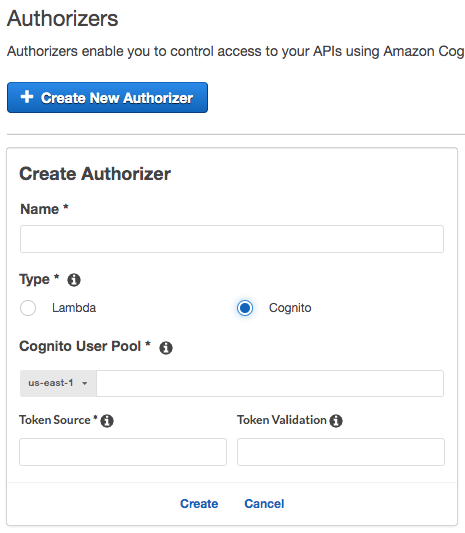 Authorizers
Authorizers enable you to control access to your APIs using Amazon Cog
+ Create New Authorizer
Create Authorizer
Name *
Type *
Lambda Cognito
Cognito User Pool *
us-east-1
Token Source * Token Validation
Create Cancel